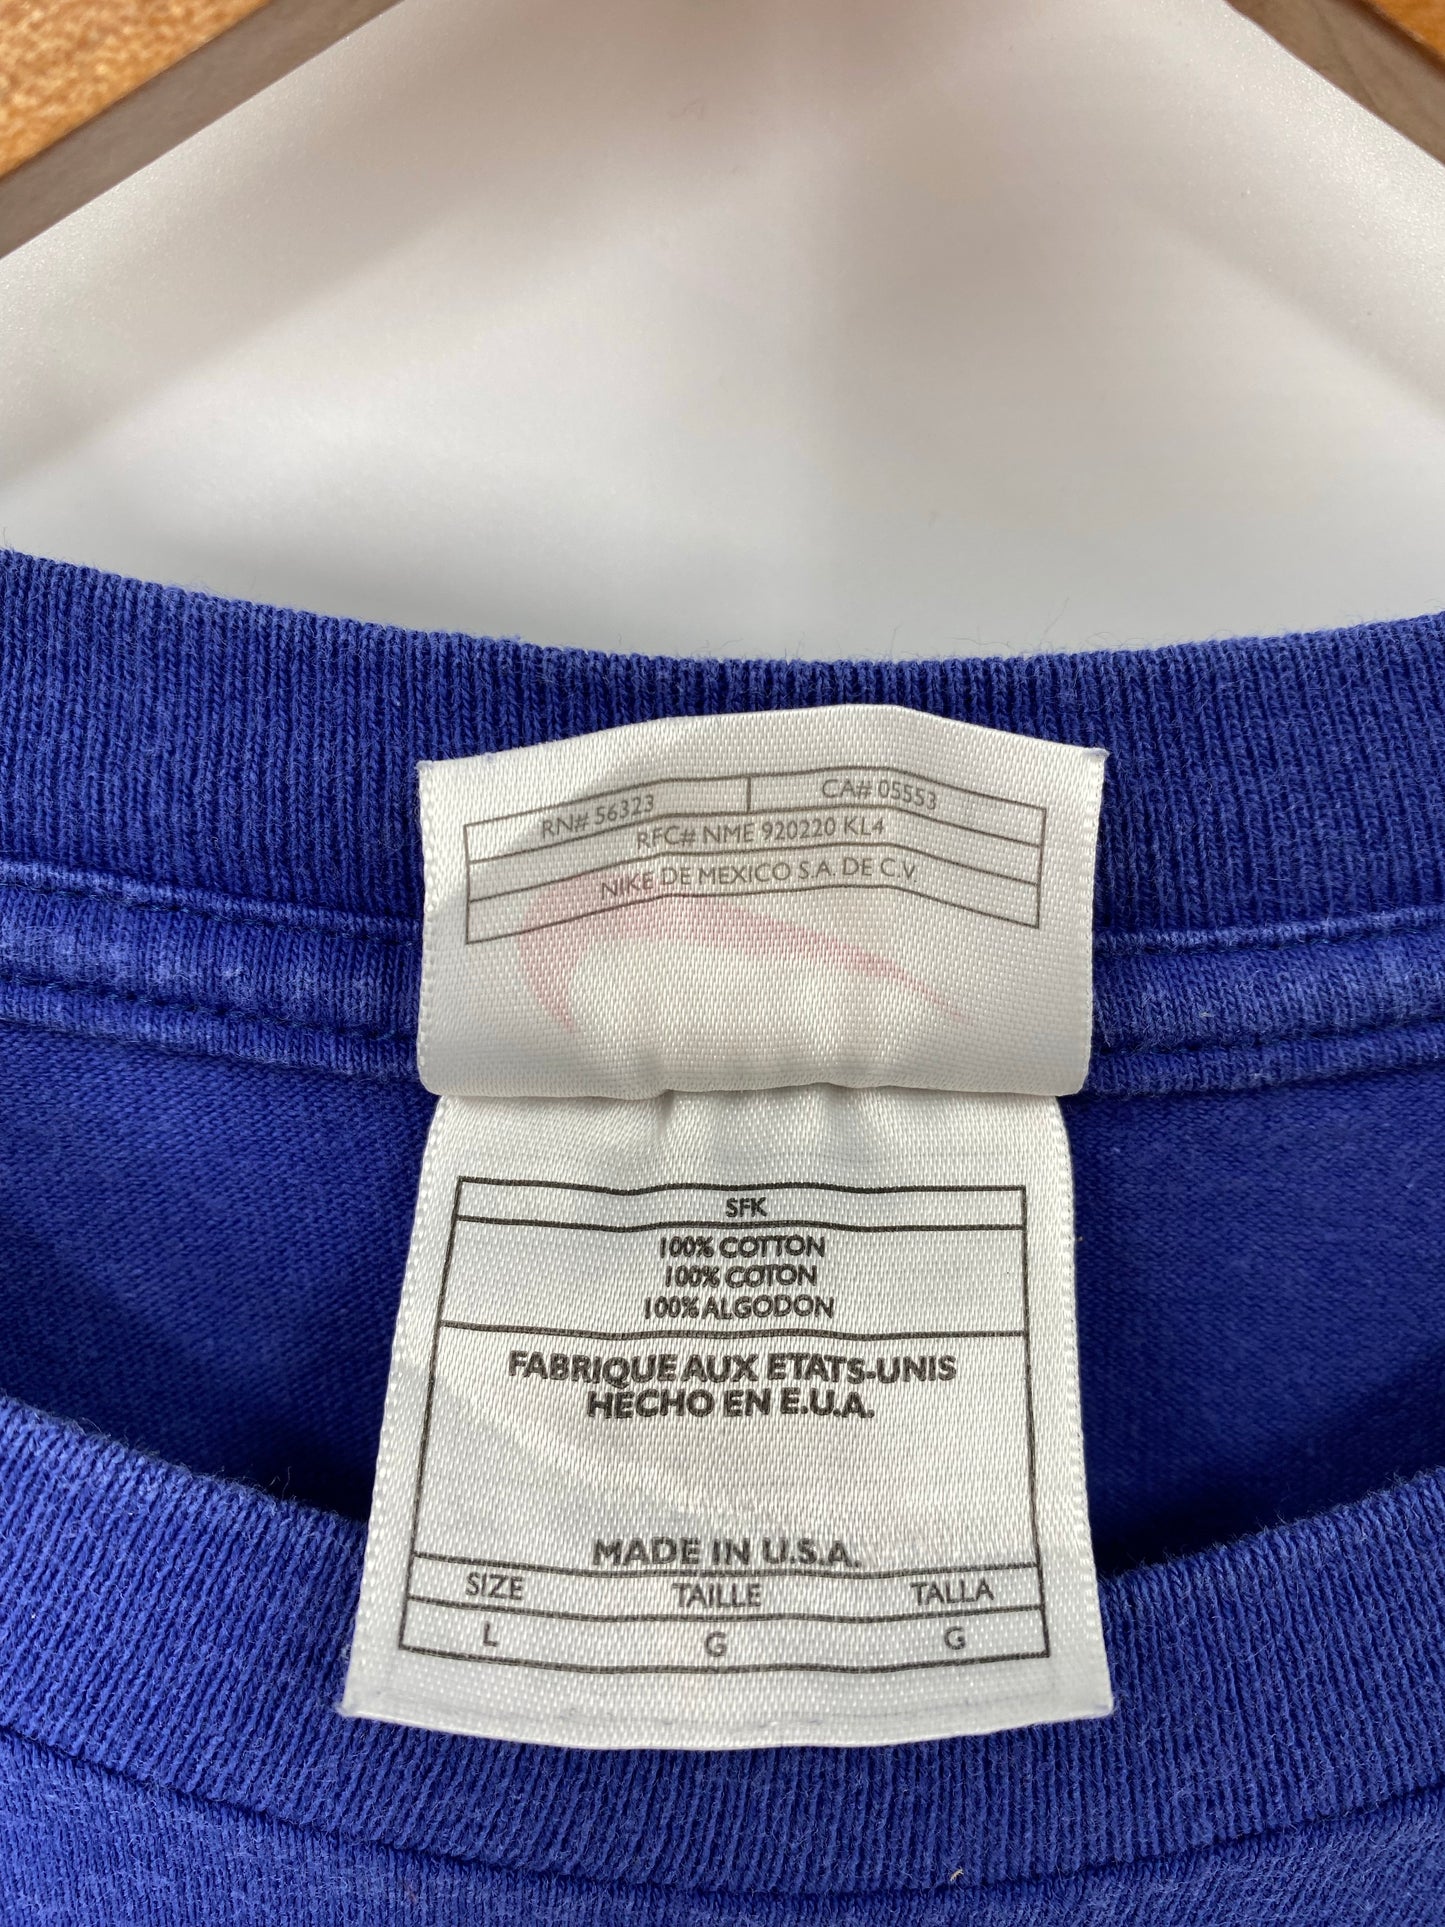 RN# 56323 CA# 05553
RFC# NME 920220 KL4
NIKE DE MEXICO S.A. DE C.V
SFK
100% COTTON
100% COTON
100% ALGODON
FABRIQUE AUX ETATS-UNIS
HECHO EN E.U.A.
MADE IN U.S.A.
SIZE TAILLE TALLA
L G G